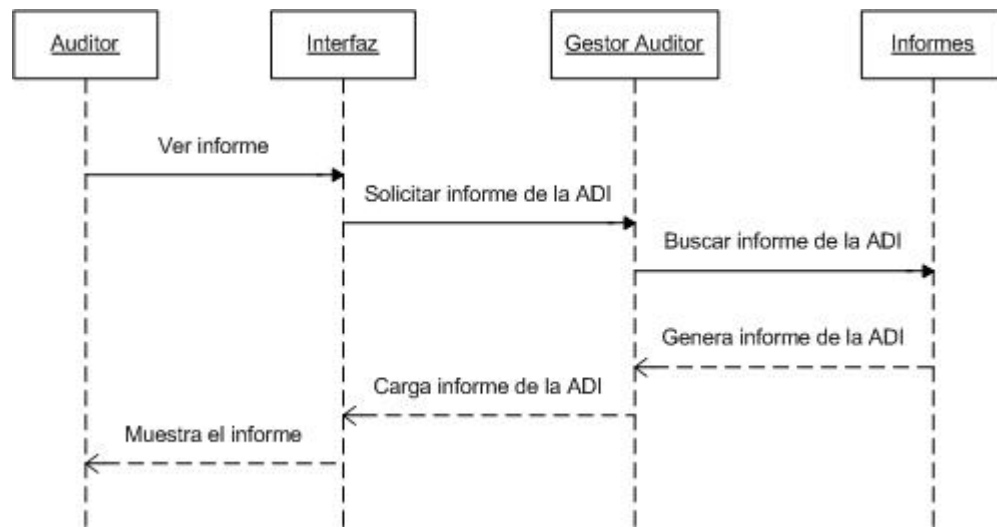 Auditor
Interfaz
Gestor Auditor
Informes
Ver informe
Solicitar informe de la ADI
Buscar informe de la ADI
Genera informe de la ADI
Carga informe de la ADI
Muestra el informe